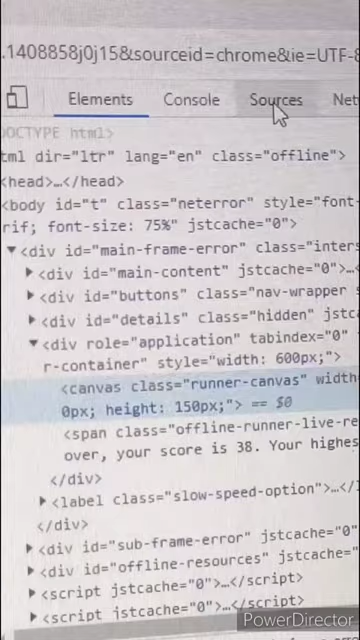 .1408858j0j15&sourceid=chrome&ie=UTF-8
Elements Console Sources Net
DOCTYPE html>
tml dir="ltr" lang="en" class="offline">
<head>…</head>
<body id="t" class="neterror" style="font-
rif; font-size: 75%" jstcache="0">
▼<div id="main-frame-error" class="inters
▶<div id="main-content" jstcache="0">…<
▶<div id="buttons" class="nav-wrapper s
▶<div id="details" class="hidden" jstca
▼<div role="application" tabindex="0"
r-container" style="width: 600px;">
<canvas class="runner-canvas" width
0px; height: 150px;"> == $0
<span class="offline-runner-live-re
over, your score is 38. Your highes
</div>
▶<label class="slow-speed-option">…</l
</div>
▶<div id="sub-frame-error" jstcache="0"
▶<div id="offline-resources" jstcache="
▶<script jstcache="0">…</script>
▶<script jstcache="0">…</script>
PowerDirector